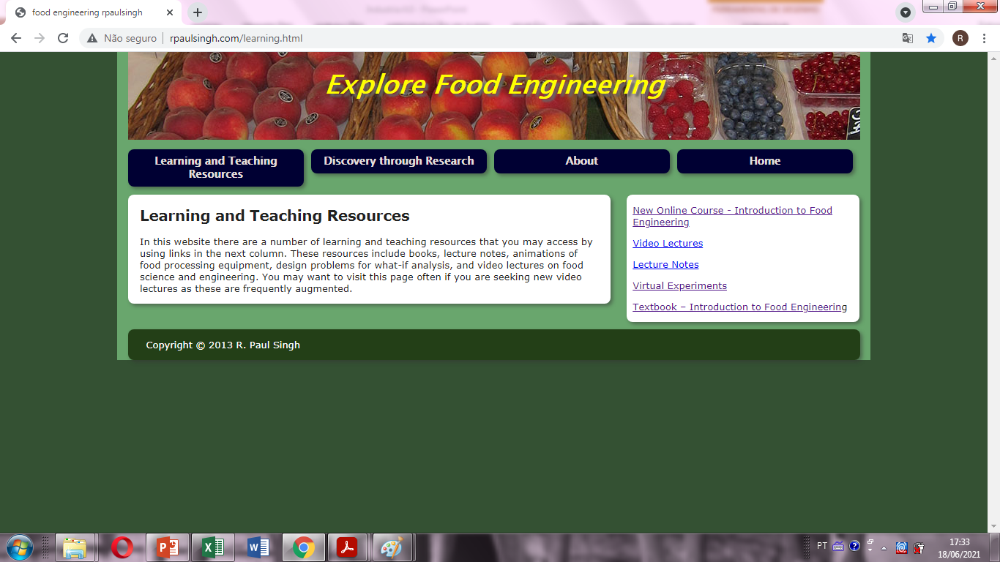 food engineering rpaulsingh
Não seguro
rpaulsingh.com/learning.html
R
Explore Food Engineering
Learning and Teaching
Resources
Discovery through Research
About
Home
Learning and Teaching Resources
In this website there are a number of learning and teaching resources that you may access by
using links in the next column. These resources include books, lecture notes, animations of
food processing equipment, design problems for what-if analysis, and video lectures on food
science and engineering. You may want to visit this page often if you are seeking new video
lectures as these are frequently augmented.
New Online Course - Introduction to Food
Engineering
Video Lectures
Lecture Notes
Virtual Experiments
Textbook – Introduction to Food Engineering
Copyright © 2013 R. Paul Singh
PT
17:33
18/06/2021